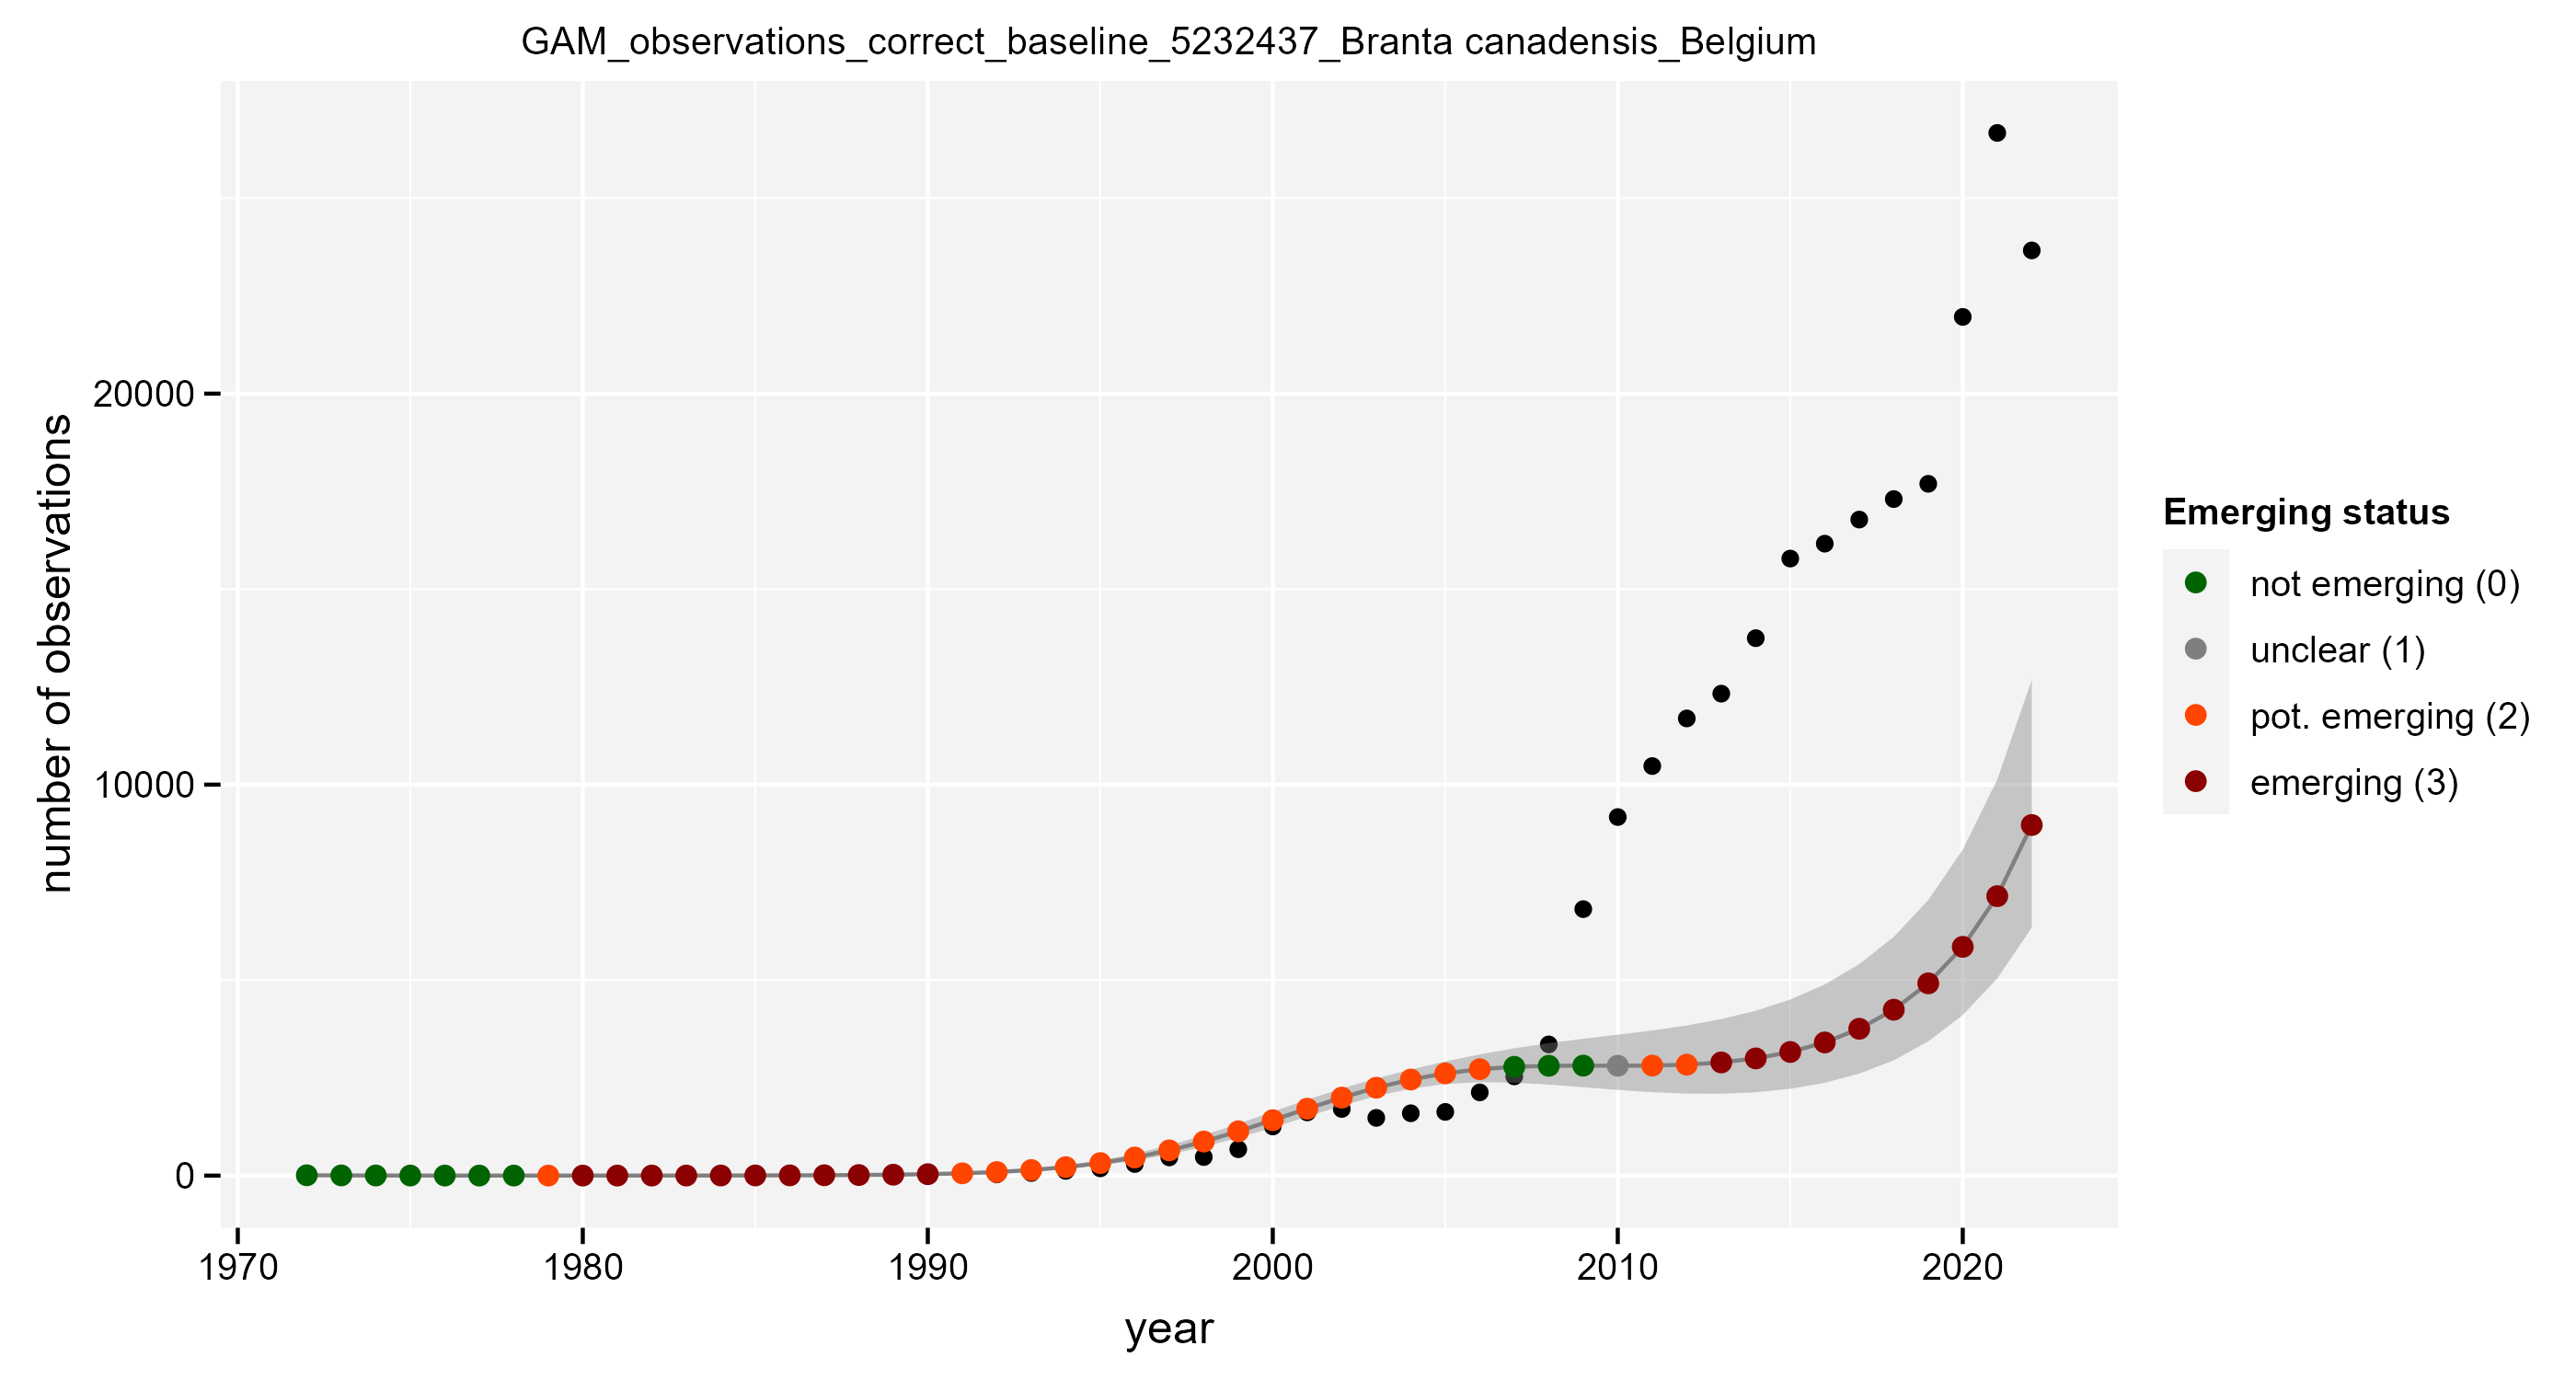 GAM_observations_correct_baseline_5232437_Branta canadensis_Belgium
number of observations
20000
10000
0
1970
1980
1990
2000
2010
2020
year
Emerging status
not emerging (0)
unclear (1)
pot. emerging (2)
emerging (3)